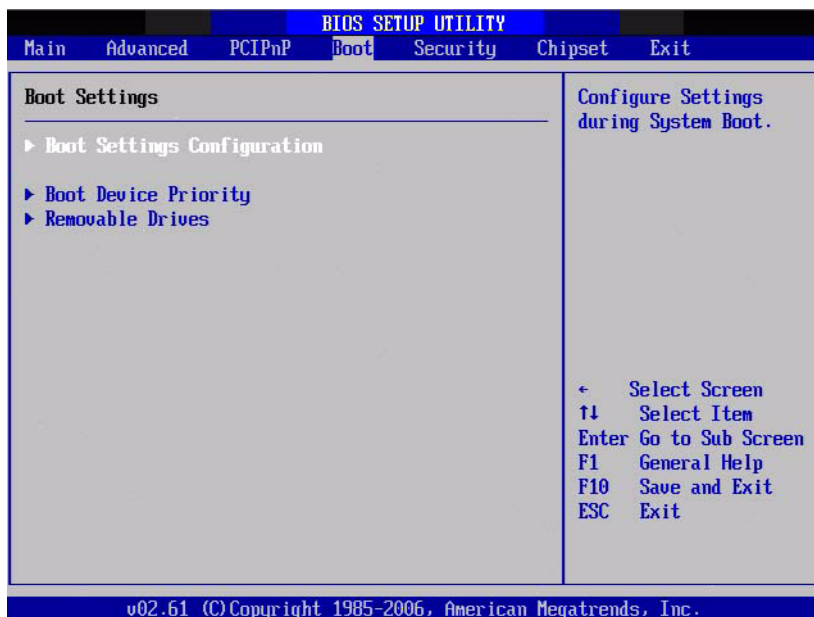 BIOS SETUP UTILITY
Main Advanced PCIPnP Boot Security Chipset Exit
Boot Settings
▶ Boot Settings Configuration
▶ Boot Device Priority
▶ Removable Drives
Configure Settings
during System Boot.
← Select Screen
↑↓ Select Item
Enter Go to Sub Screen
F1 General Help
F10 Save and Exit
ESC Exit
v02.61 (C)Copyright 1985-2006, American Megatrends, Inc.